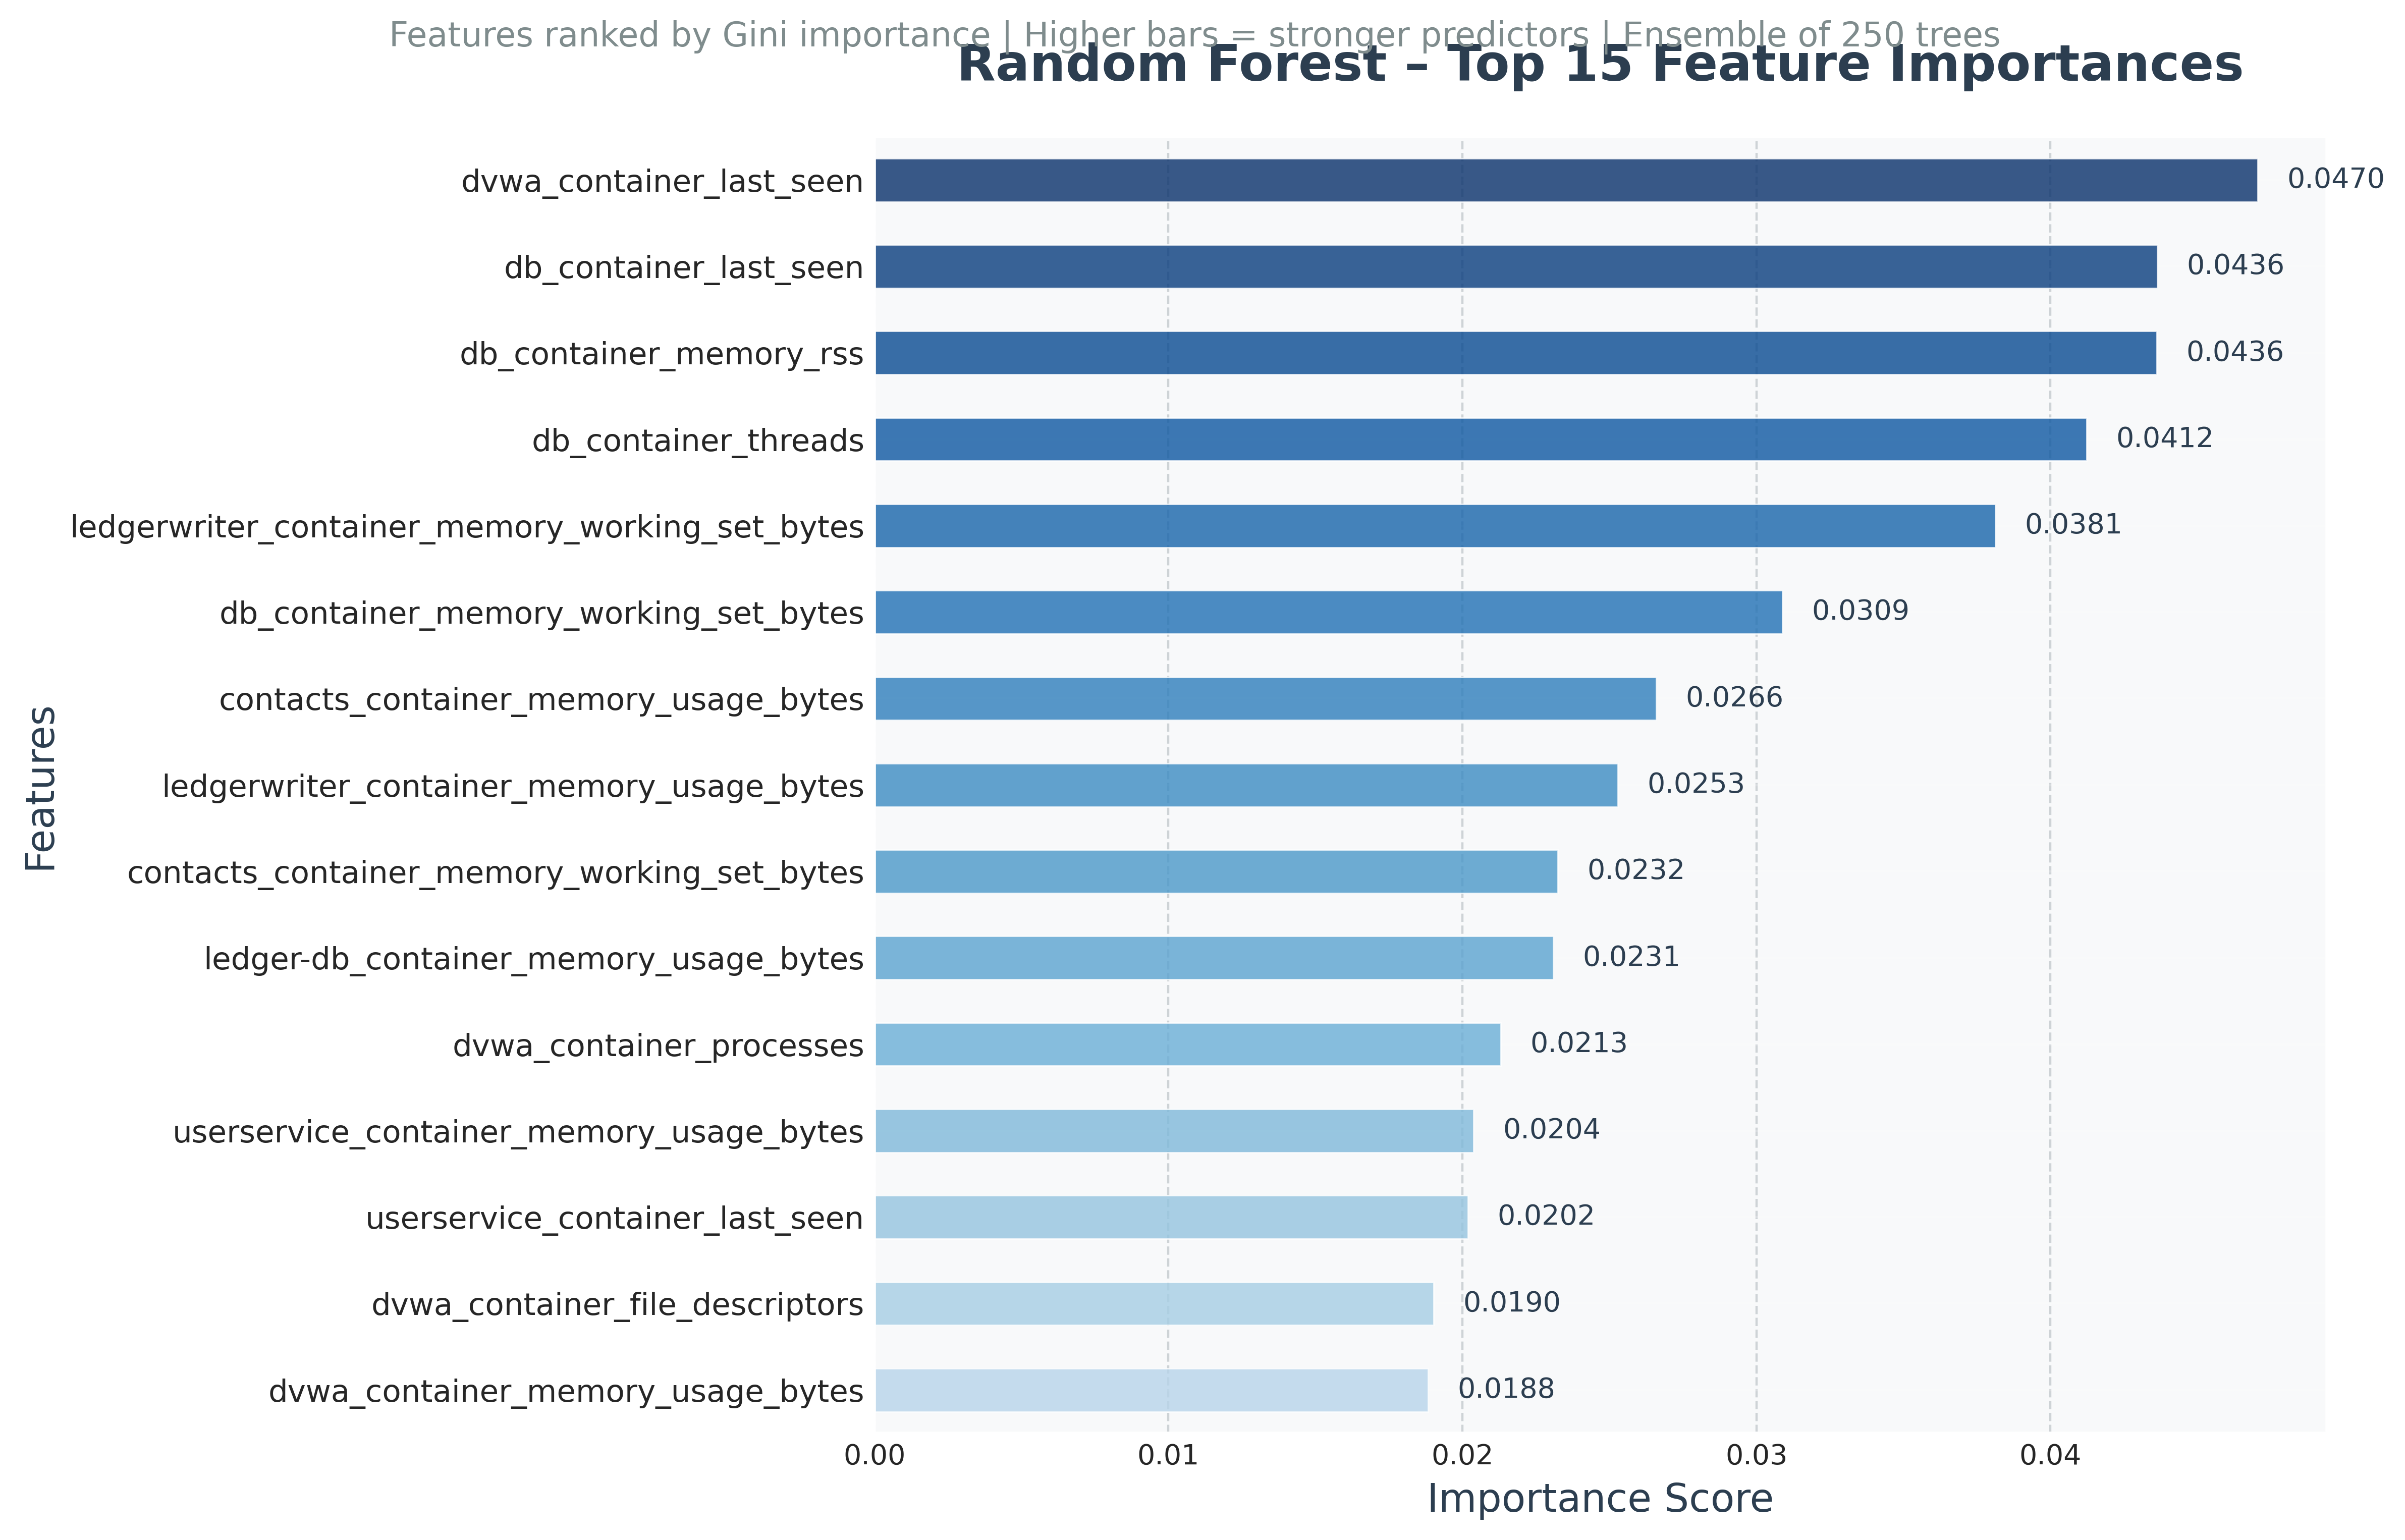 Features ranked by Gini importance | Higher bars = stronger predictors | Ensemble of 250 trees
Random Forest – Top 15 Feature Importances
dvwa_container_last_seen 0.0470
db_container_last_seen 0.0436
db_container_memory_rss 0.0436
db_container_threads 0.0412
ledgerwriter_container_memory_working_set_bytes 0.0381
db_container_memory_working_set_bytes 0.0309
contacts_container_memory_usage_bytes 0.0266
ledgerwriter_container_memory_usage_bytes 0.0253
contacts_container_memory_working_set_bytes 0.0232
ledger-db_container_memory_usage_bytes 0.0231
dvwa_container_processes 0.0213
userservice_container_memory_usage_bytes 0.0204
userservice_container_last_seen 0.0202
dvwa_container_file_descriptors 0.0190
dvwa_container_memory_usage_bytes 0.0188
Features
0.00 0.01 0.02 0.03 0.04
Importance Score